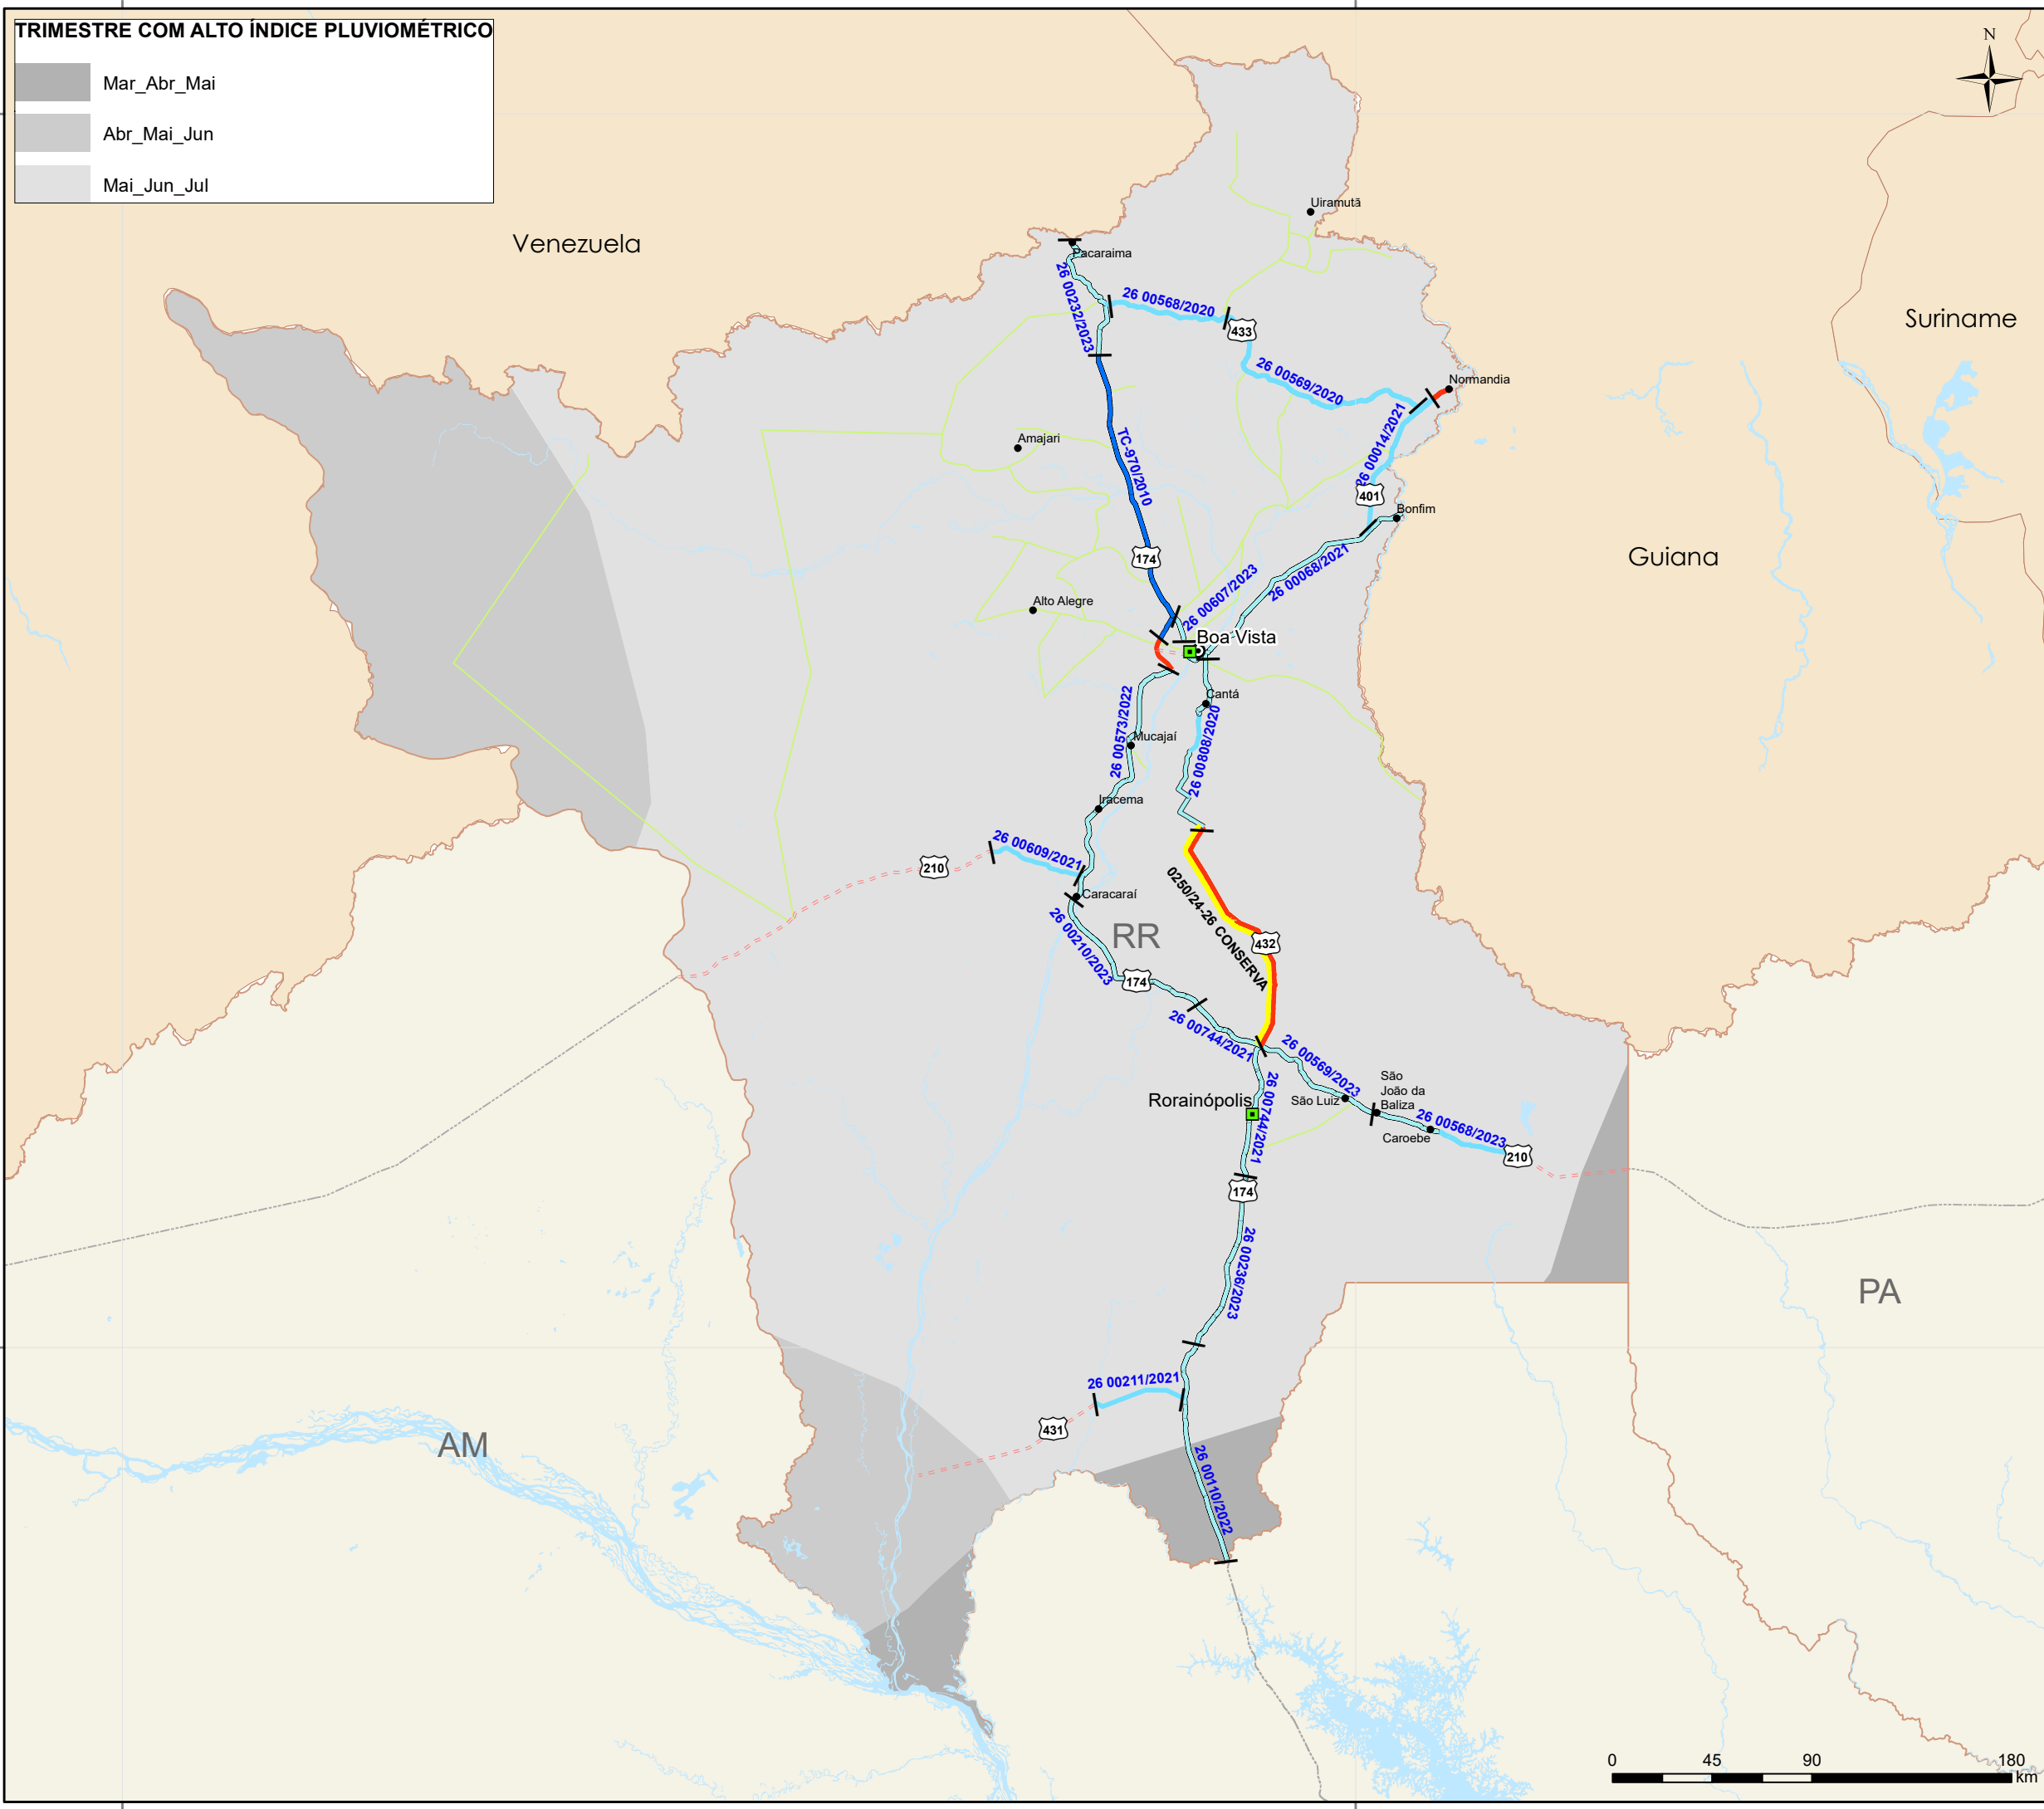 TRIMESTRE COM ALTO ÍNDICE PLUVIOMÉTRICO
Mar_Abr_Mai
Abr_Mai_Jun
Mai_Jun_Jul
N
Venezuela
Suriname
Guiana
Uiramutã
Pacaraima
26 00232/2023
26 00568/2020
433
26 00569/2020
Normandia
26 00014/2021
401
Bonfim
Amajari
TC-970/2010
174
26 00068/2021
26 00607/2023
Alto Alegre
Boa Vista
Cantá
26 00573/2022
26 00808/2020
Mucajaí
Iracema
26 00609/2021
210
Caracaraí
0250/24-26 CONSERVA
RR
432
26 00210/2023
174
26 00744/2021
26 00569/2023
São
João da
Baliza
São Luiz
Rorainópolis
26 00744/2021
26 00568/2023
Caroebe
210
174
26 00236/2023
PA
26 00211/2021
431
AM
26 00110/2022
0 45 90 180
km